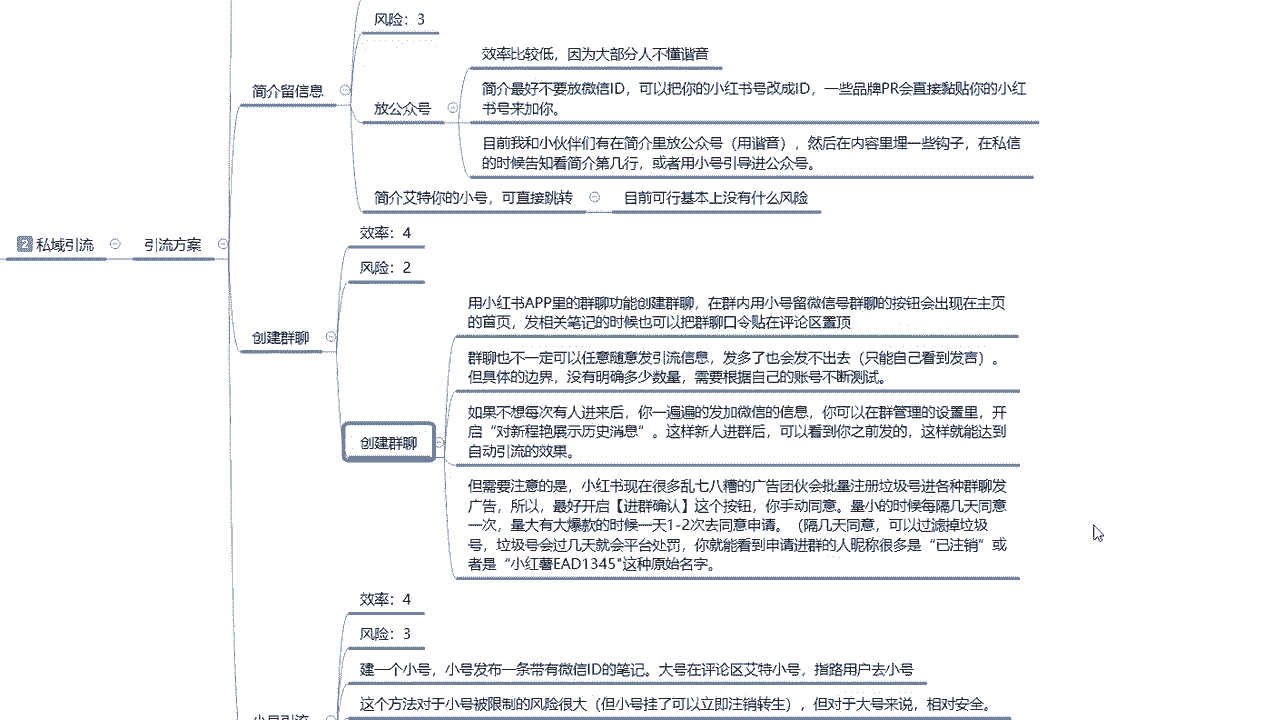 风险：3
效率比较低，因为大部分人不懂谐音
简介最好不要放微信ID，可以把你的小红书号改成ID，一些品牌PR会直接黏贴你的小红
书号来加你。
简介留信息
放公众号
目前我和小伙伴们有在简介里放公众号（用谐音），然后在内容里埋一些钩子，在私信
的时候告知看简介第几行，或者用小号引导进公众号。
简介艾特你的小号，可直接跳转
目前可行基本上没有什么风险
2 私域引流
引流方案
效率：4
风险：2
用小红书APP里的群聊功能创建群聊，在群内用小号留微信号群聊的按钮会出现在主页
的首页，发相关笔记的时候也可以把群聊口令贴在评论区置顶
创建群聊
群聊也不一定可以任意随意发引流信息，发多了也会发不出去（只能自己看到发言）。
但具体的边界，没有明确多少数量，需要根据自己的账号不断测试。
如果不想每次有人进来后，你一遍遍的发加微信的信息，你可以在群管理的设置里，开
启“对新程艳展示历史消息”。这样新人进群后，可以看到你之前发的，这样就能达到
自动引流的效果。
创建群聊
但需要注意的是，小红书现在很多乱七八糟的广告团伙会批量注册垃圾号进各种群聊发
广告，所以，最好开启【进群确认】这个按钮，你手动同意。量小的时候每隔几天同意
一次，量大有大爆款的时候一天1-2次去同意申请。（隔几天同意，可以过滤掉垃圾
号，垃圾号会过几天就会平台处罚，你就能看到申请进群的人昵称很多是“已注销”或
者是“小红薯EAD1345"这种原始名字。
效率：4
风险：3
建一个小号，小号发布一条带有微信ID的笔记。大号在评论区艾特小号，指路用户去小号
这个方法对于小号被限制的风险很大（但小号挂了可以立即注销转生），但对于大号来说，相对安全。